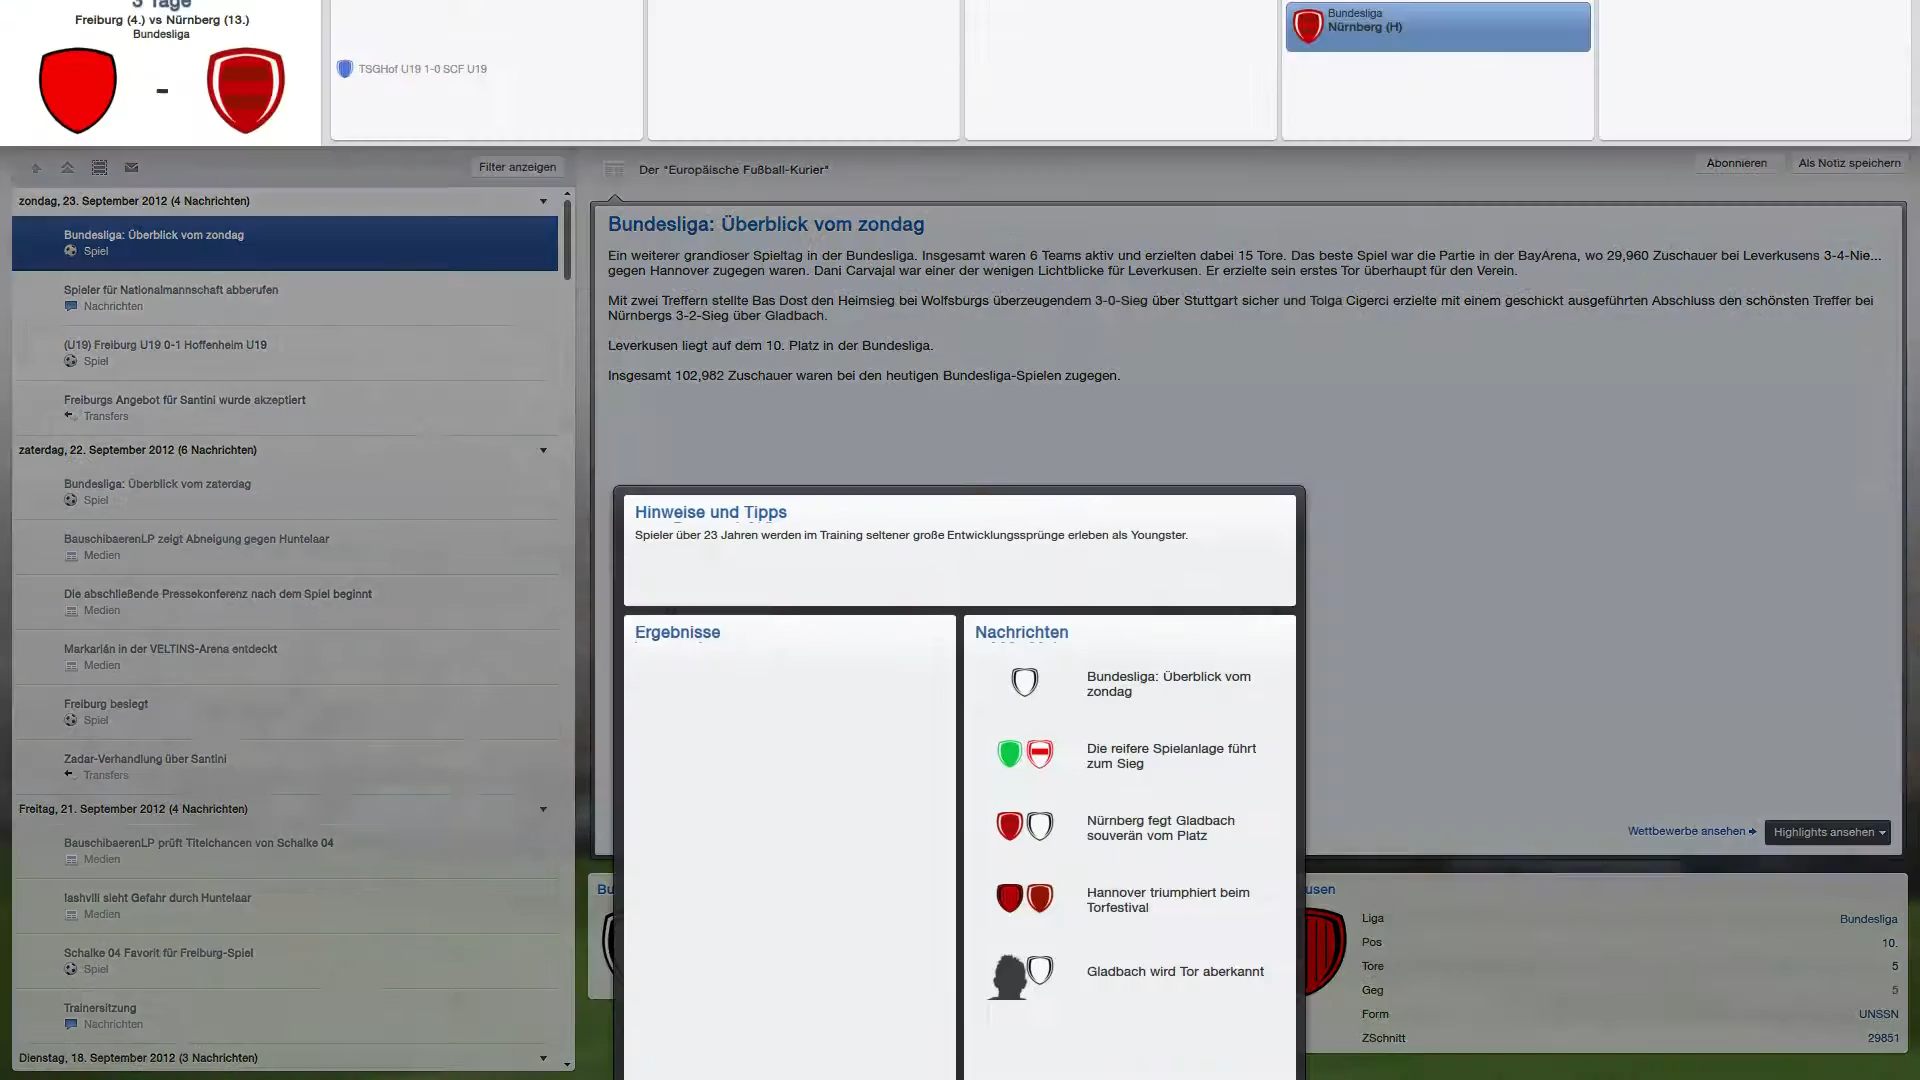 3 Tage
Freiburg (4.) vs Nürnberg (13.)
Bundesliga
-
TSGHof U19 1-0 SCF U19
Bundesliga
Nürnberg (H)
Filter anzeigen
zondag, 23. September 2012 (4 Nachrichten)
Bundesliga: Überblick vom zondag
Spiel
Spieler für Nationalmannschaft abberufen
Nachrichten
(U19) Freiburg U19 0-1 Hoffenheim U19
Spiel
Freiburgs Angebot für Santini wurde akzeptiert
Transfers
zaterdag, 22. September 2012 (6 Nachrichten)
Bundesliga: Überblick vom zaterdag
Spiel
BauschibaerenLP zeigt Abneigung gegen Huntelaar
Medien
Die abschließende Pressekonferenz nach dem Spiel beginnt
Medien
Markarián in der VELTINS-Arena entdeckt
Medien
Freiburg besiegt
Spiel
Zadar-Verhandlung über Santini
Transfers
Freitag, 21. September 2012 (4 Nachrichten)
BauschibaerenLP prüft Titelchancen von Schalke 04
Medien
Iashvili sieht Gefahr durch Huntelaar
Medien
Schalke 04 Favorit für Freiburg-Spiel
Spiel
Trainersitzung
Nachrichten
Dienstag, 18. September 2012 (3 Nachrichten)
Der "Europäische Fußball-Kurier"
Abonnieren
Als Notiz speichern
Bundesliga: Überblick vom zondag
Ein weiterer grandioser Spieltag in der Bundesliga. Insgesamt waren 6 Teams aktiv und erzielten dabei 15 Tore. Das beste Spiel war die Partie in der BayArena, wo 29,960 Zuschauer bei Leverkusens 3-4-Nie...
gegen Hannover zugegen waren. Dani Carvajal war einer der wenigen Lichtblicke für Leverkusen. Er erzielte sein erstes Tor überhaupt für den Verein.
Mit zwei Treffern stellte Bas Dost den Heimsieg bei Wolfsburgs überzeugendem 3-0-Sieg über Stuttgart sicher und Tolga Cigerci erzielte mit einem geschickt ausgeführten Abschluss den schönsten Treffer bei
Nürnbergs 3-2-Sieg über Gladbach.
Leverkusen liegt auf dem 10. Platz in der Bundesliga.
Insgesamt 102,982 Zuschauer waren bei den heutigen Bundesliga-Spielen zugegen.
Wettbewerbe ansehen
Highlights ansehen
Hinweise und Tipps
Spieler über 23 Jahren werden im Training seltener große Entwicklungssprünge erleben als Youngster.
Ergebnisse
Nachrichten
Bundesliga: Überblick vom
zondag
Die reifere Spielanlage führt
zum Sieg
Nürnberg fegt Gladbach
souverän vom Platz
Hannover triumphiert beim
Torfestival
Gladbach wird Tor aberkannt
Bu
usen
Liga Bundesliga
Pos 10.
Tore 5
Geg 5
Form UNSSN
ZSchnitt 29851